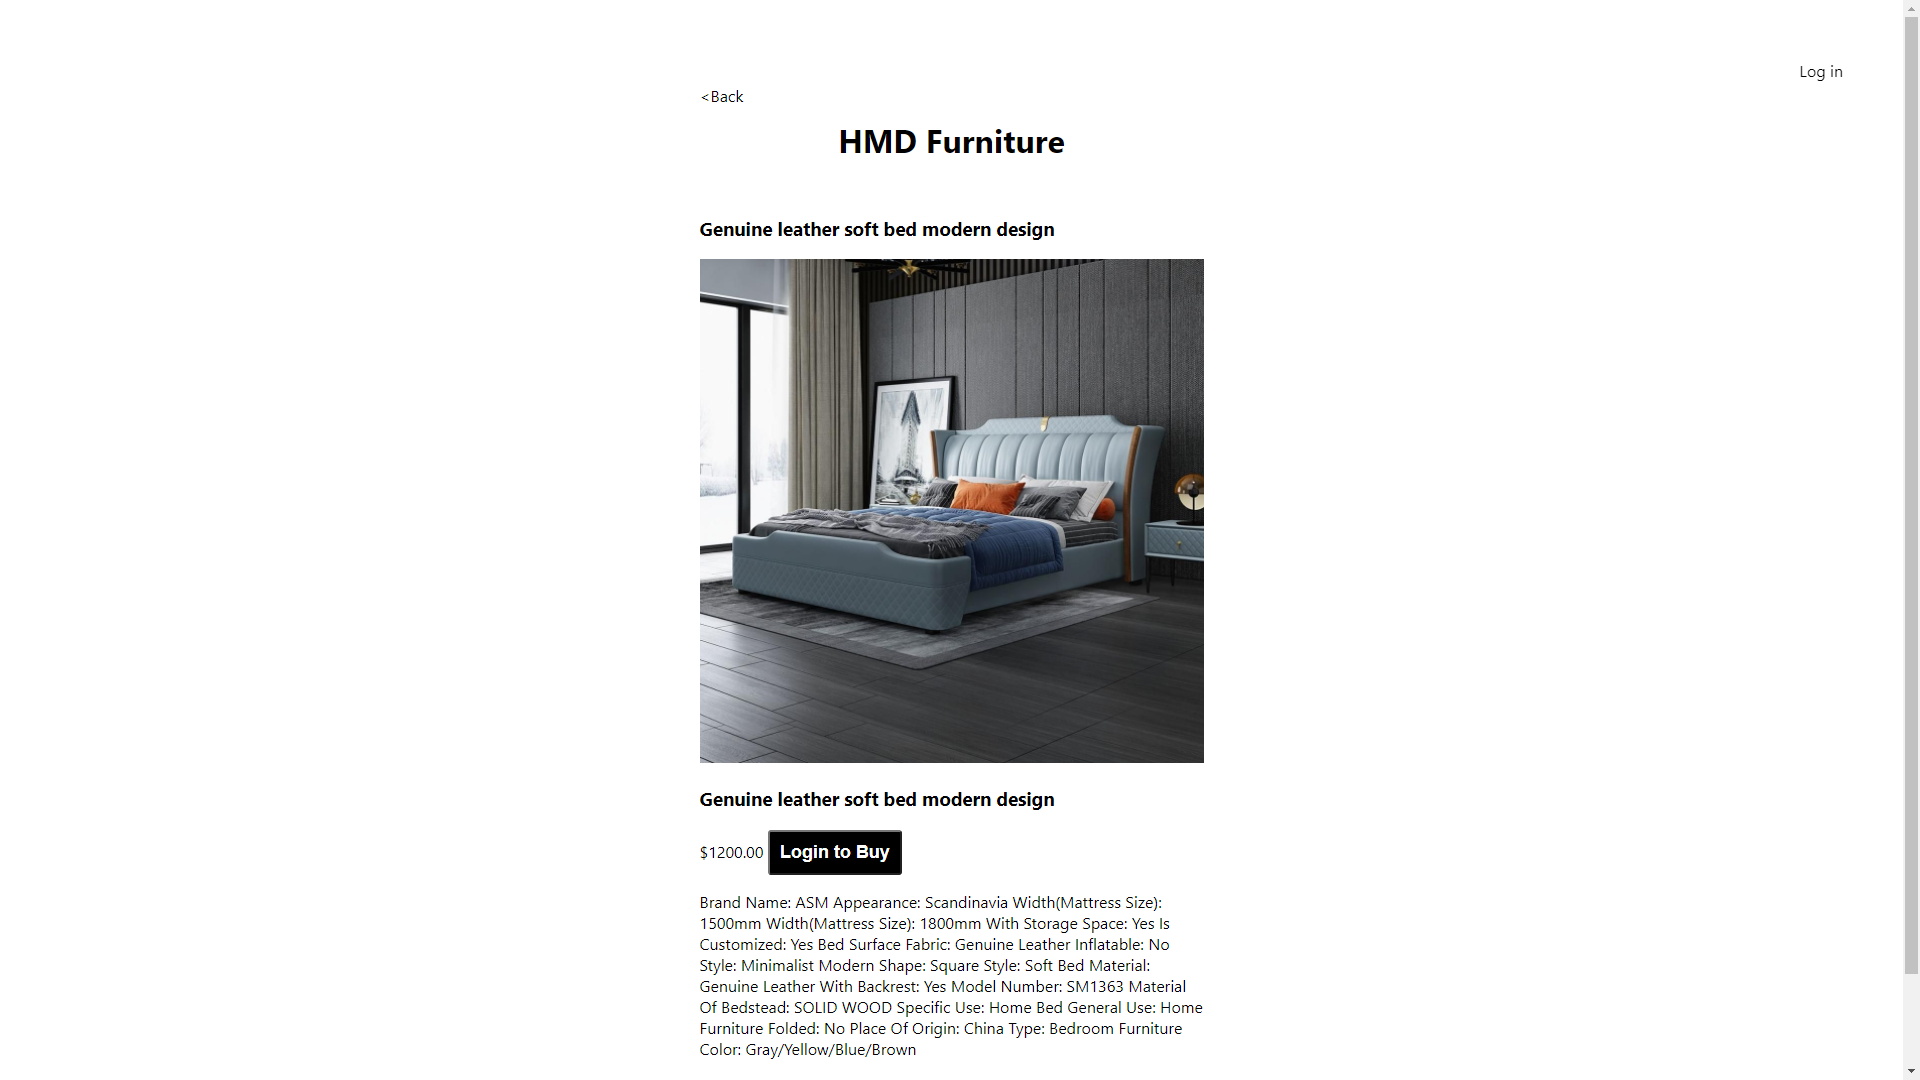 Log in
<Back
HMD Furniture
Genuine leather soft bed modern design
Genuine leather soft bed modern design
$1200.00 Login to Buy
Brand Name: ASM Appearance: Scandinavia Width(Mattress Size):
1500mm Width(Mattress Size): 1800mm With Storage Space: Yes Is
Customized: Yes Bed Surface Fabric: Genuine Leather Inflatable: No
Style: Minimalist Modern Shape: Square Style: Soft Bed Material:
Genuine Leather With Backrest: Yes Model Number: SM1363 Material
Of Bedstead: SOLID WOOD Specific Use: Home Bed General Use: Home
Furniture Folded: No Place Of Origin: China Type: Bedroom Furniture
Color: Gray/Yellow/Blue/Brown